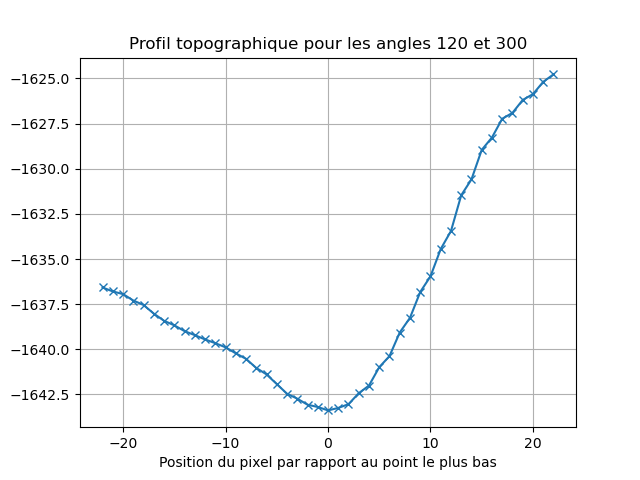 Profil topographique pour les angles 120 et 300
−1625.0
−1627.5
−1630.0
−1632.5
−1635.0
−1637.5
−1640.0
−1642.5
−20 −10 0 10 20
Position du pixel par rapport au point le plus bas